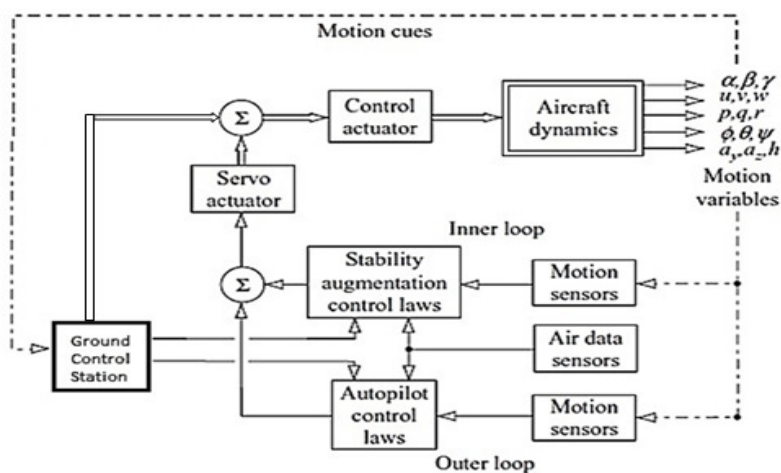 Motion cues
α,β,γ
u,v,w
p,q,r
ϕ,θ,ψ
a_y,a_z,h
Motion
variables
Σ
Control
actuator
Aircraft
dynamics
Servo
actuator
Inner loop
Σ
Stability
augmentation
control laws
Motion
sensors
Ground
Control
Station
Air data
sensors
Autopilot
control
laws
Motion
sensors
Outer loop